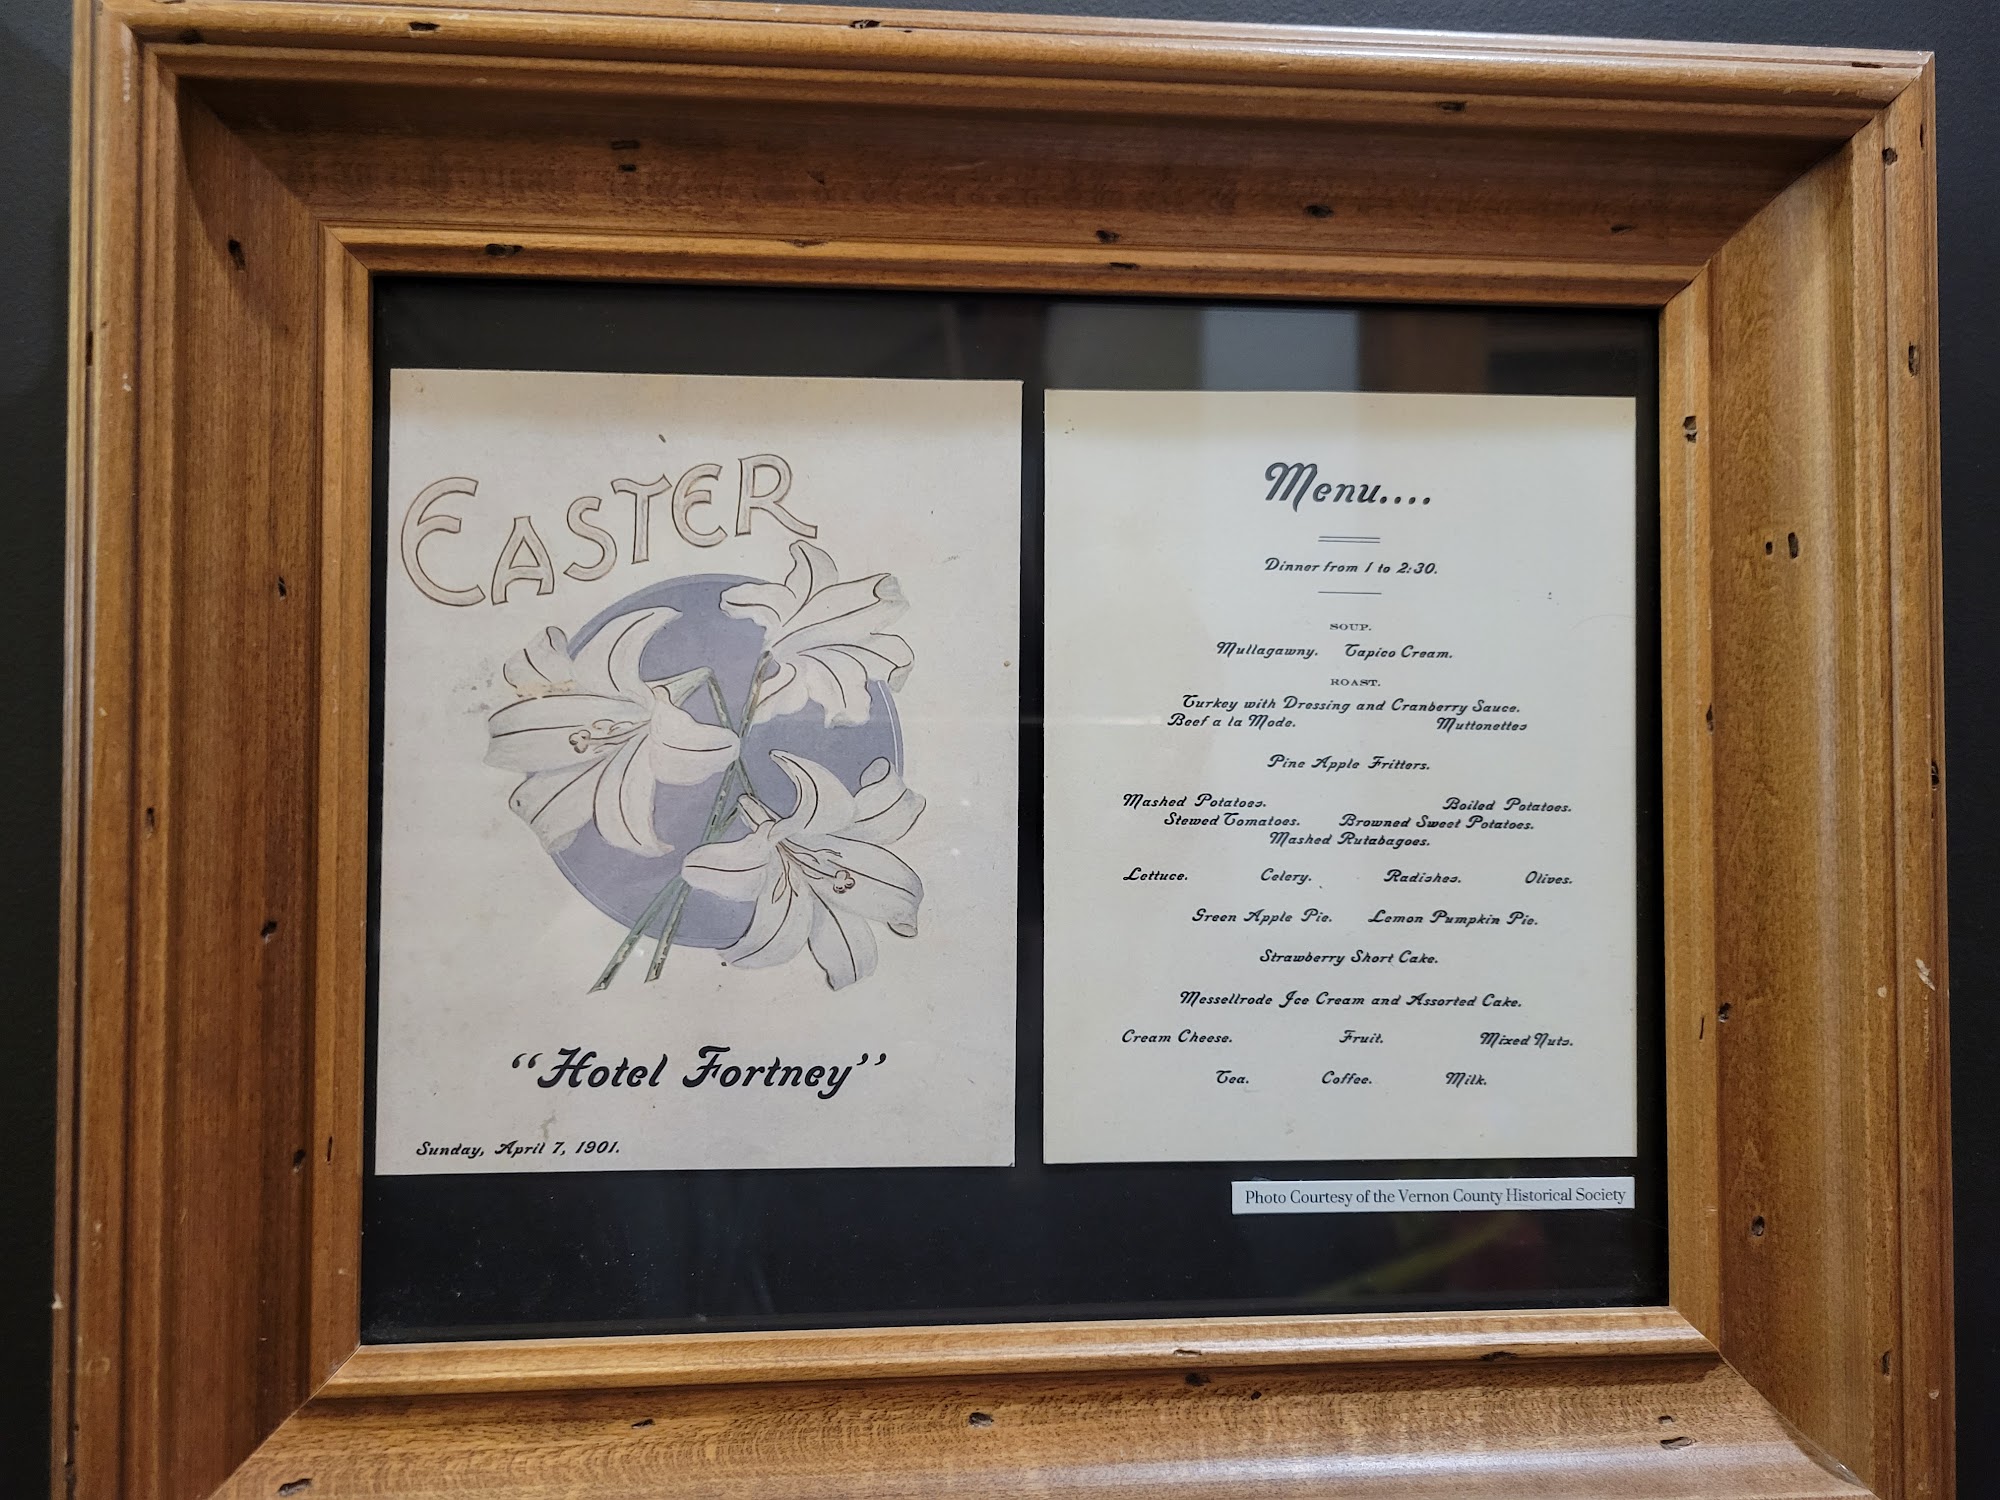 EASTER
"Hotel Fortney"
Sunday, April 7, 1901.
Menu....
Dinner from 1 to 2:30.
SOUP.
Mullagawny. Tapico Cream.
ROAST.
Turkey with Dressing and Cranberry Sauce.
Beef a la Mode. Muttonettes
Pine Apple Fritters.
Mashed Potatoes. Boiled Potatoes.
Stewed Tomatoes. Browned Sweet Potatoes.
Mashed Rutabagoes.
Lettuce. Celery. Radishes. Olives.
Green Apple Pie. Lemon Pumpkin Pie.
Strawberry Short Cake.
Messellrode Ice Cream and Assorted Cake.
Cream Cheese. Fruit. Mixed Nuts.
Tea. Coffee. Milk.
Photo Courtesy of the Vernon County Historical Society